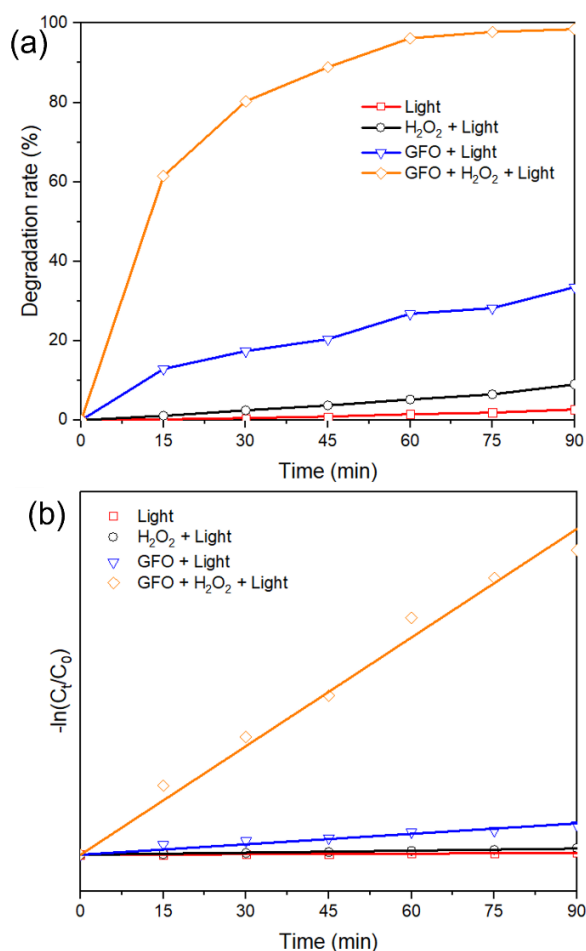 (a)
Degradation rate (%)
100
80
60
40
20
0
Light
H₂O₂ + Light
GFO + Light
GFO + H₂O₂ + Light
0 15 30 45 60 75 90
Time (min)
(b)
-ln(Cₜ/C₀)
Light
H₂O₂ + Light
GFO + Light
GFO + H₂O₂ + Light
0 15 30 45 60 75 90
Time (min)